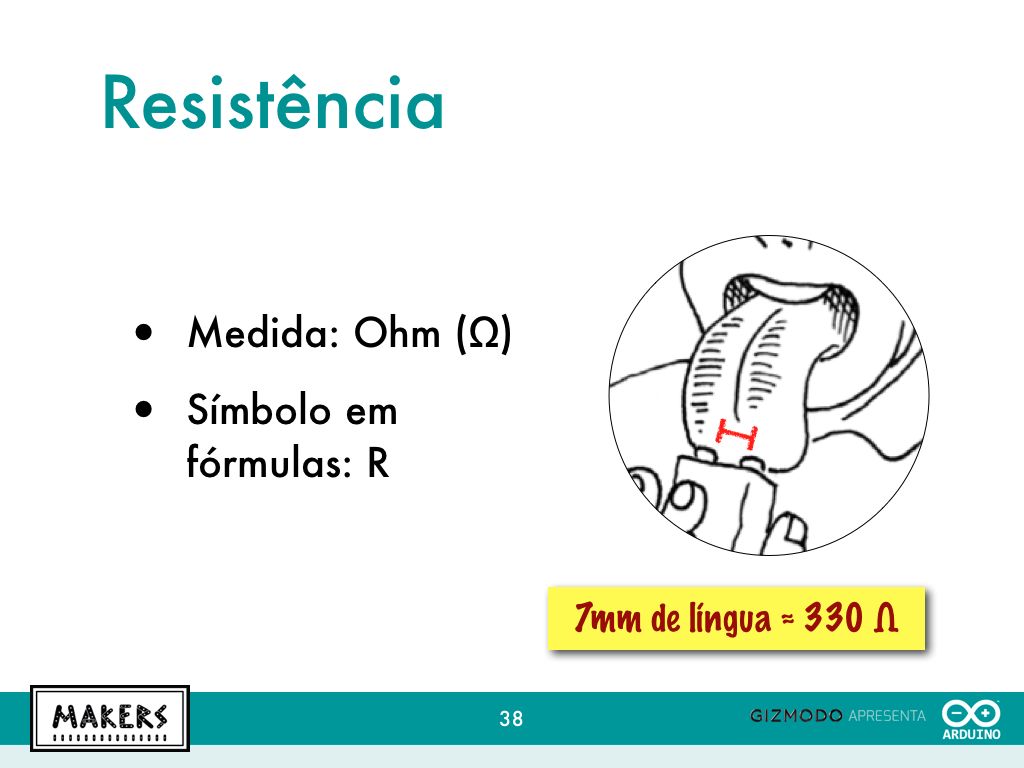 Resistência
• Medida: Ohm (Ω)
• Símbolo em
fórmulas: R
7mm de língua ≈ 330 Ω
MAKERS
38
GIZMODO APRESENTA
ARDUINO